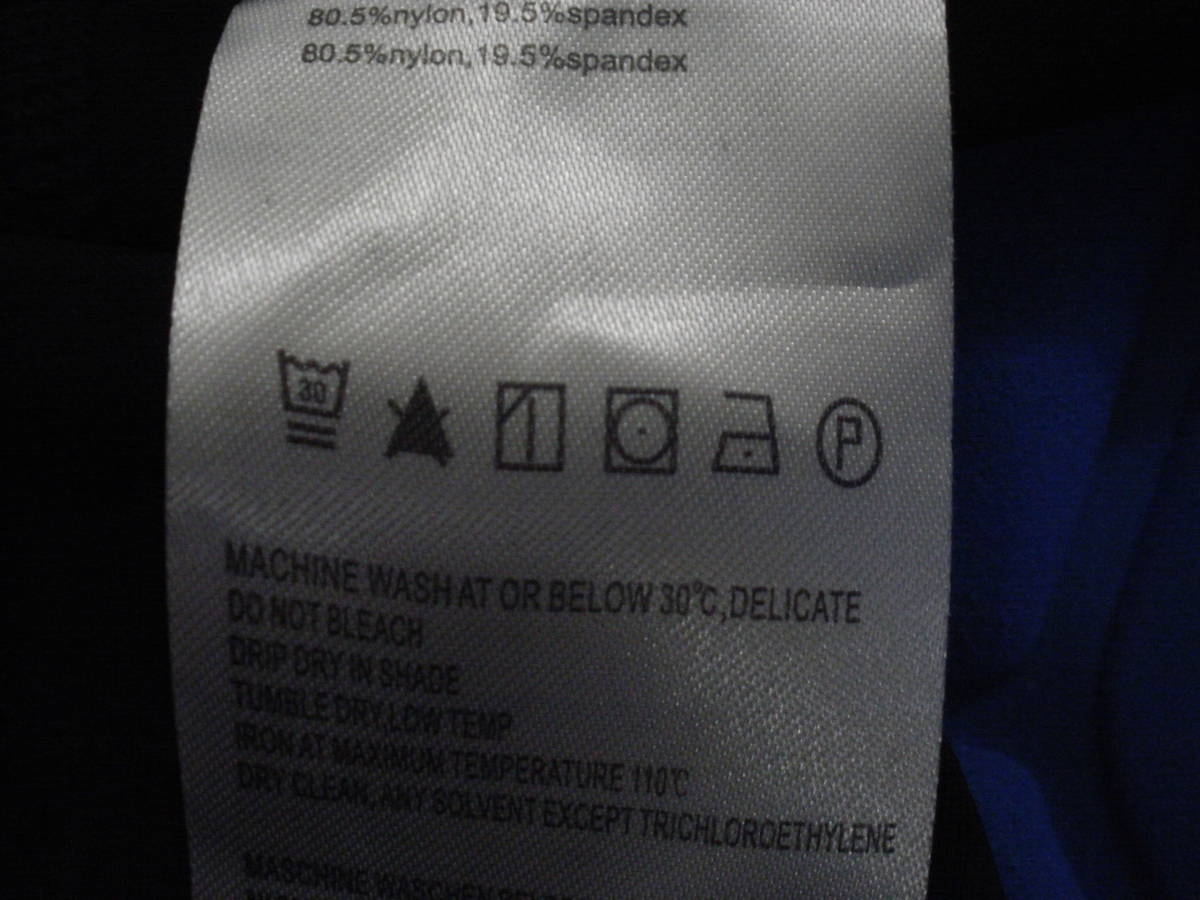 80.5%nylon,19.5%spandex
80.5%nylon,19.5%spandex
30
P
MACHINE WASH AT OR BELOW 30℃,DELICATE
DO NOT BLEACH
DRIP DRY IN SHADE
TUMBLE DRY,LOW TEMP
IRON AT MAXIMUM TEMPERATURE 110℃
DRY CLEAN, ANY SOLVENT EXCEPT TRICHLOROETHYLENE
MASCHINE WASCHEN